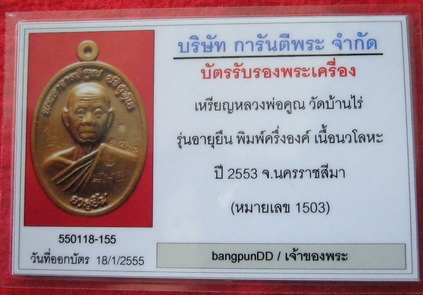 บริษัท การันตีพระ จำกัด
บัตรรับรองพระเครื่อง
เหรียญหลวงพ่อคูณ วัดบ้านไร่
รุ่นอายุยืน พิมพ์ครึ่งองค์ เนื้อนวโลหะ
ปี 2553 จ.นครราชสีมา
(หมายเลข 1503)
อายุยืน
550118-155
วันที่ออกบัตร 18/1/2555
bangpunDD / เจ้าของพระ